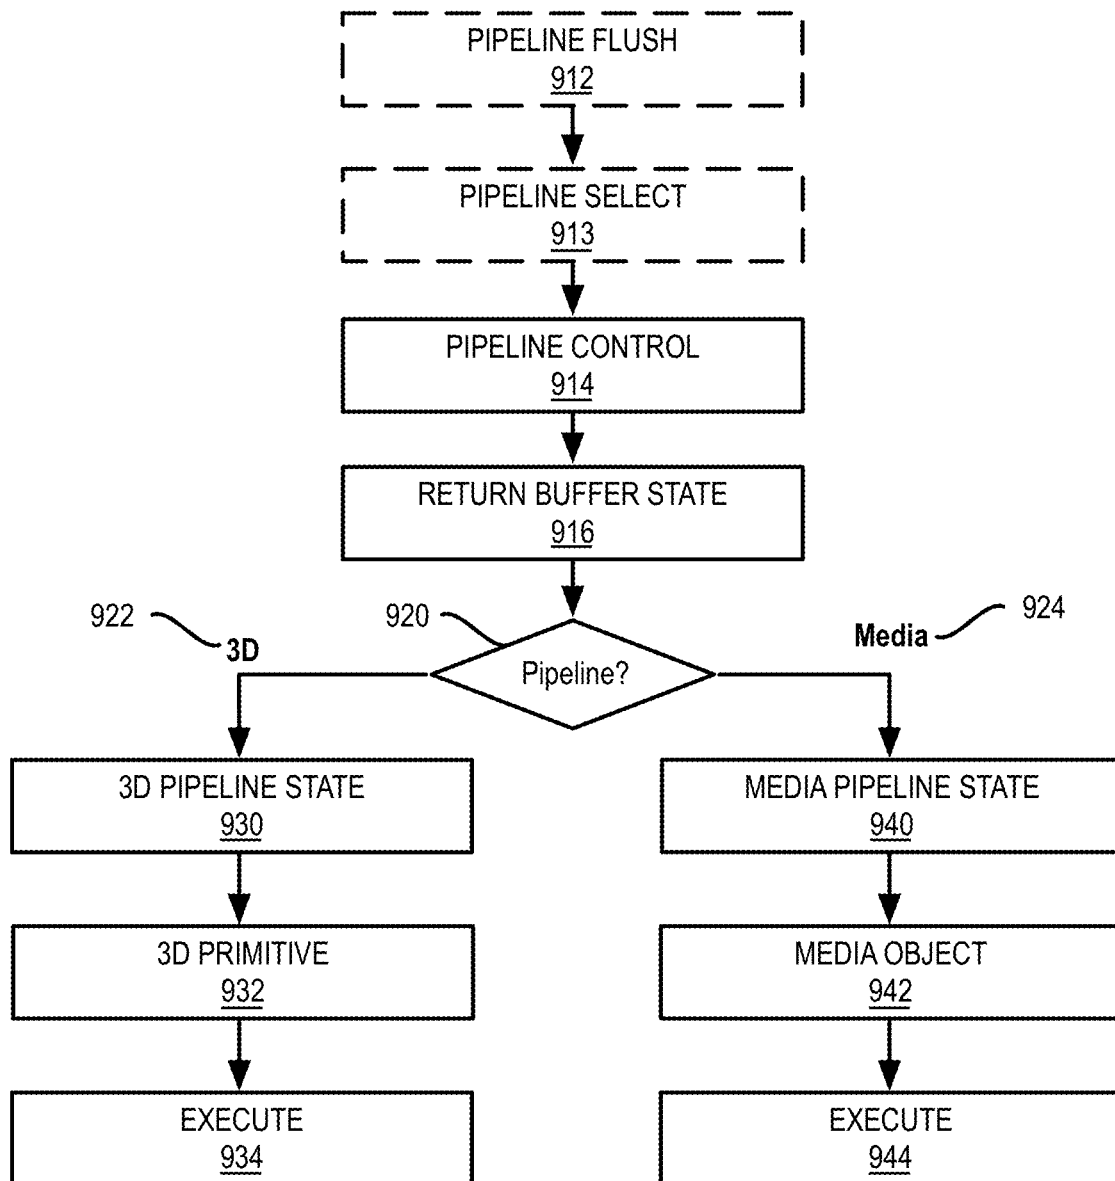 PIPELINE FLUSH
912
PIPELINE SELECT
913
PIPELINE CONTROL
914
RETURN BUFFER STATE
916
922
3D
920
Pipeline?
Media
924
3D PIPELINE STATE
930
MEDIA PIPELINE STATE
940
3D PRIMITIVE
932
MEDIA OBJECT
942
EXECUTE
934
EXECUTE
944